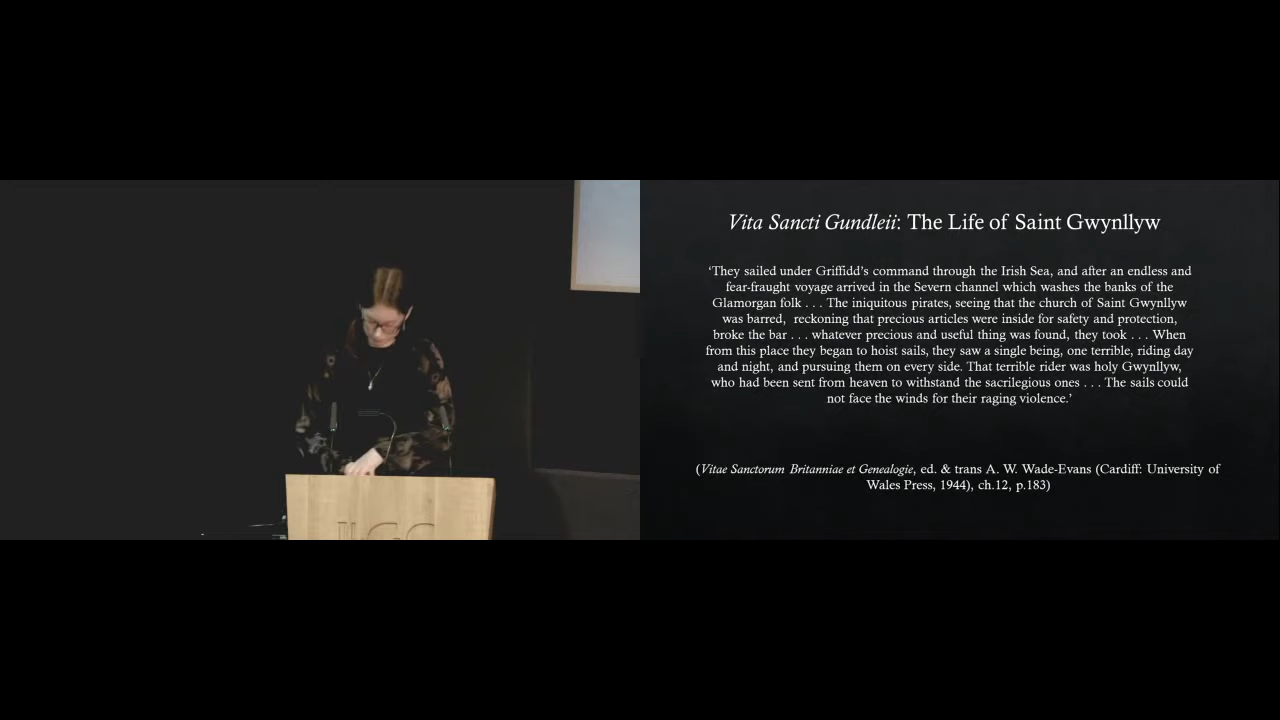 Vita Sancti Gundleii: The Life of Saint Gwynllyw
‘They sailed under Griffidd’s command through the Irish Sea, and after an endless and
fear-fraught voyage arrived in the Severn channel which washes the banks of the
Glamorgan folk . . . The iniquitous pirates, seeing that the church of Saint Gwynllyw
was barred, reckoning that precious articles were inside for safety and protection,
broke the bar . . . whatever precious and useful thing was found, they took . . . When
from this place they began to hoist sails, they saw a single being, one terrible, riding day
and night, and pursuing them on every side. That terrible rider was holy Gwynllyw,
who had been sent from heaven to withstand the sacrilegious ones . . . The sails could
not face the winds for their raging violence.’
(Vitae Sanctorum Britanniae et Genealogie, ed. & trans A. W. Wade-Evans (Cardiff: University of
Wales Press, 1944), ch.12, p.183)